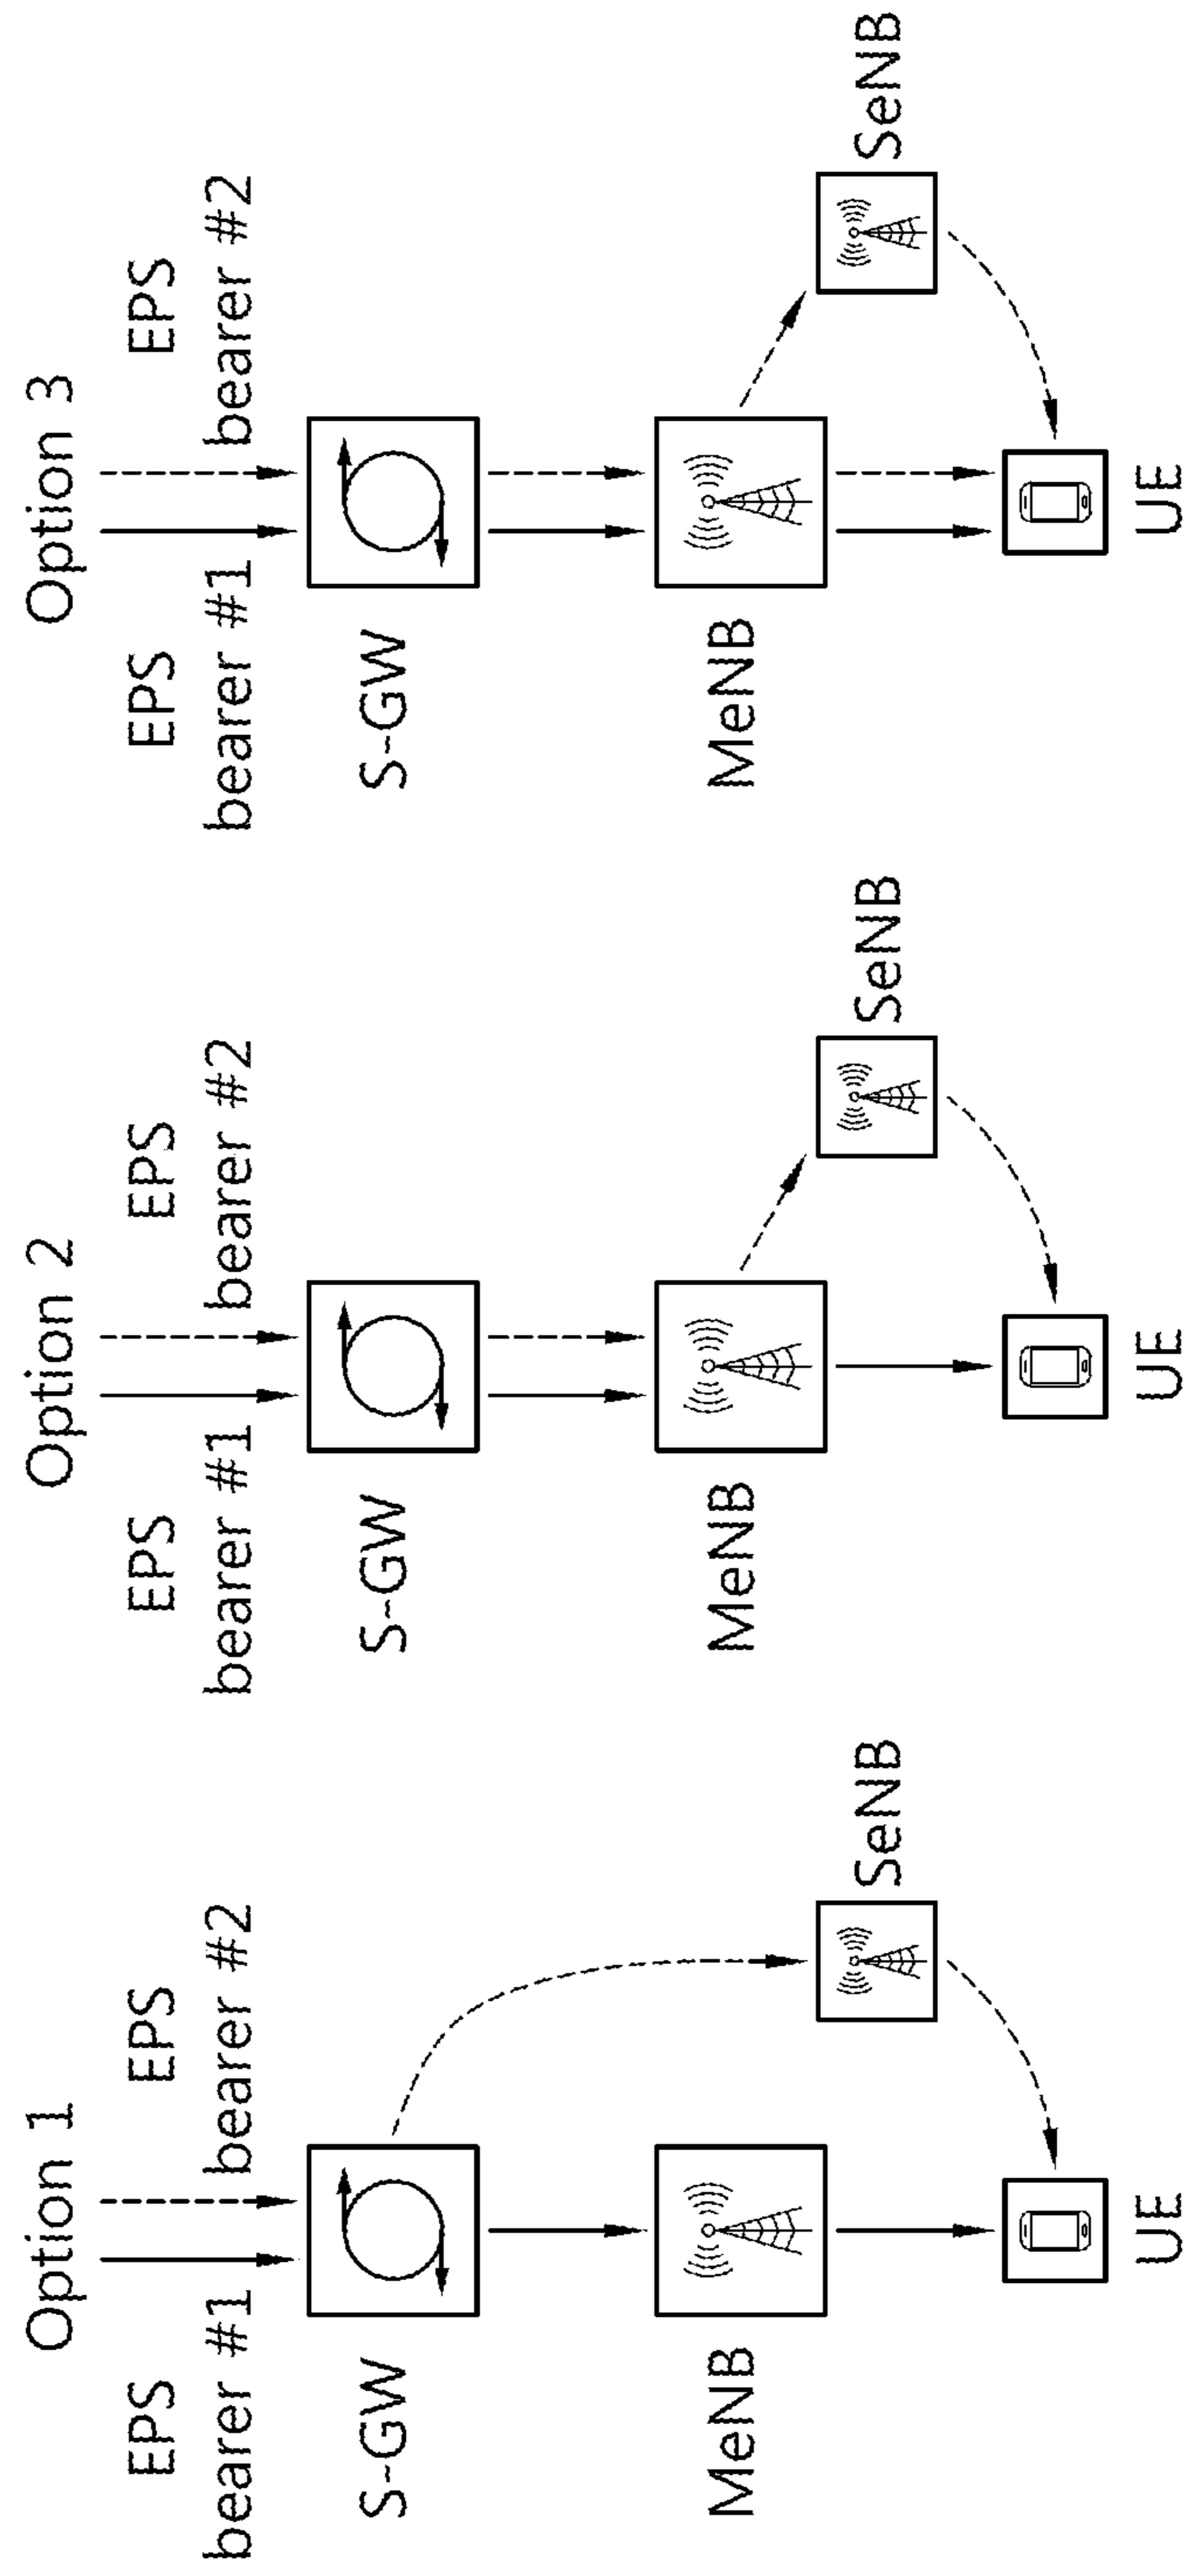 Option 1
EPS
bearer #1
EPS
bearer #2
S-GW
MeNB
SeNB
UE
Option 2
EPS
bearer #1
EPS
bearer #2
S-GW
MeNB
SeNB
UE
Option 3
EPS
bearer #1
EPS
bearer #2
S-GW
MeNB
SeNB
UE